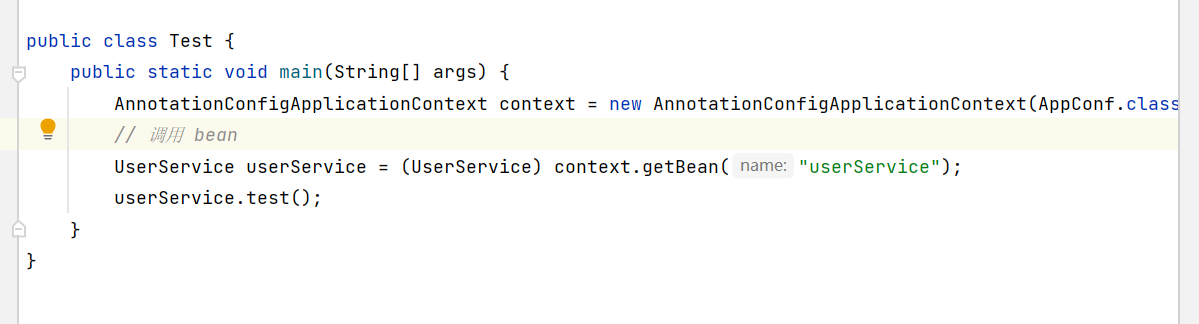 public class Test {
public static void main(String[] args) {
AnnotationConfigApplicationContext context = new AnnotationConfigApplicationContext(AppConf.class
// 调用 bean
UserService userService = (UserService) context.getBean( name: "userService");
userService.test();
}
}